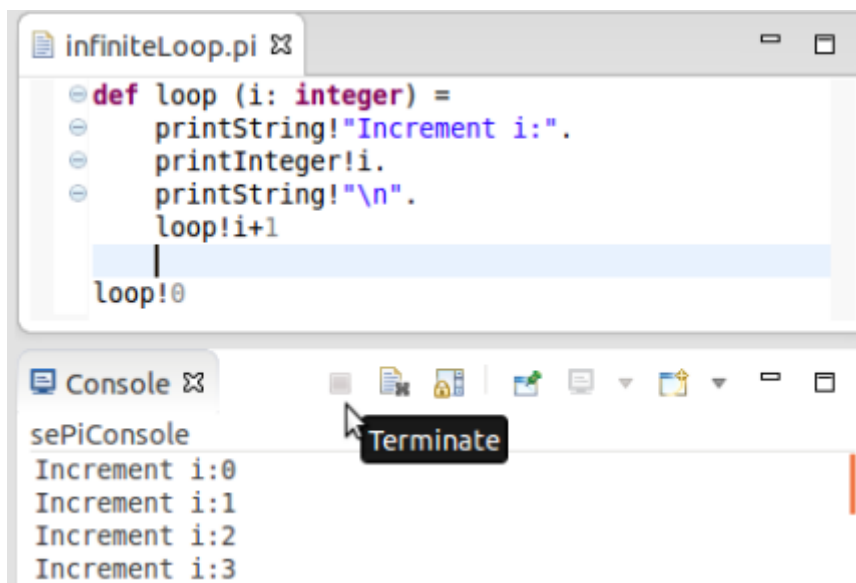 infiniteLoop.pi
def loop (i: integer) =
printString!"Increment i:".
printInteger!i.
printString!"\n".
loop!i+1
loop!0
Console
Terminate
sePiConsole
Increment i:0
Increment i:1
Increment i:2
Increment i:3